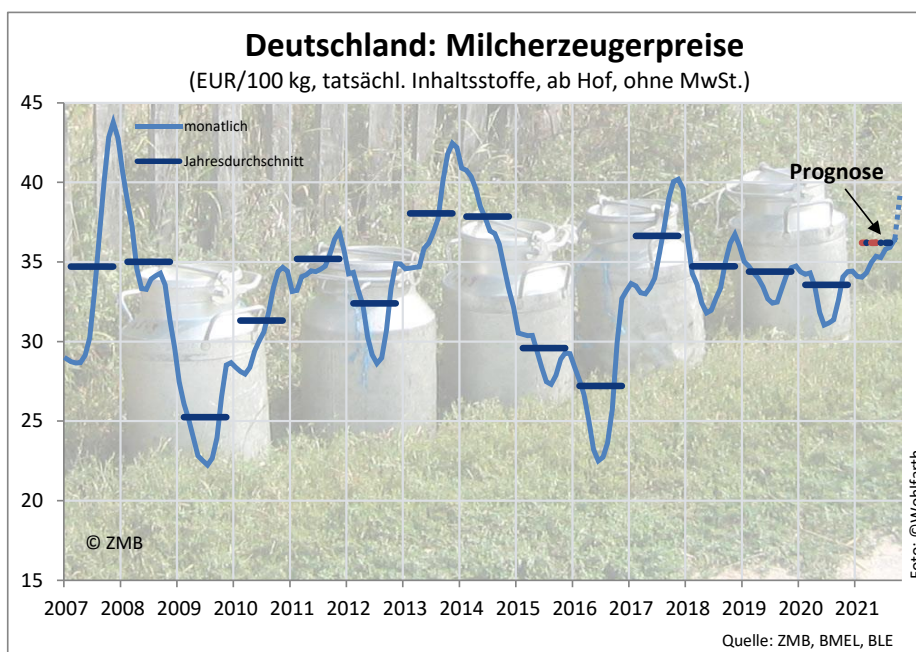 Deutschland: Milcherzeugerpreise
(EUR/100 kg, tatsächl. Inhaltsstoffe, ab Hof, ohne MwSt.)
45
monatlich
Jahresdurchschnitt
40
Prognose
35
30
25
20
© ZMB
Foto: ©Wohlfarth
15
2007 2008 2009 2010 2011 2012 2013 2014 2015 2016 2017 2018 2019 2020 2021
Quelle: ZMB, BMEL, BLE